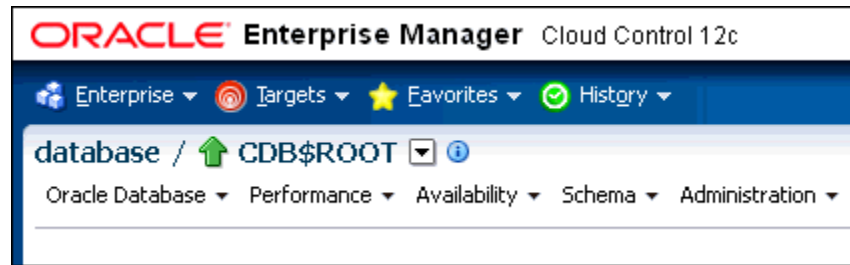 ORACLE Enterprise Manager Cloud Control 12c
Enterprise Targets Favorites History
database / CDB$ROOT
Oracle Database Performance Availability Schema Administration